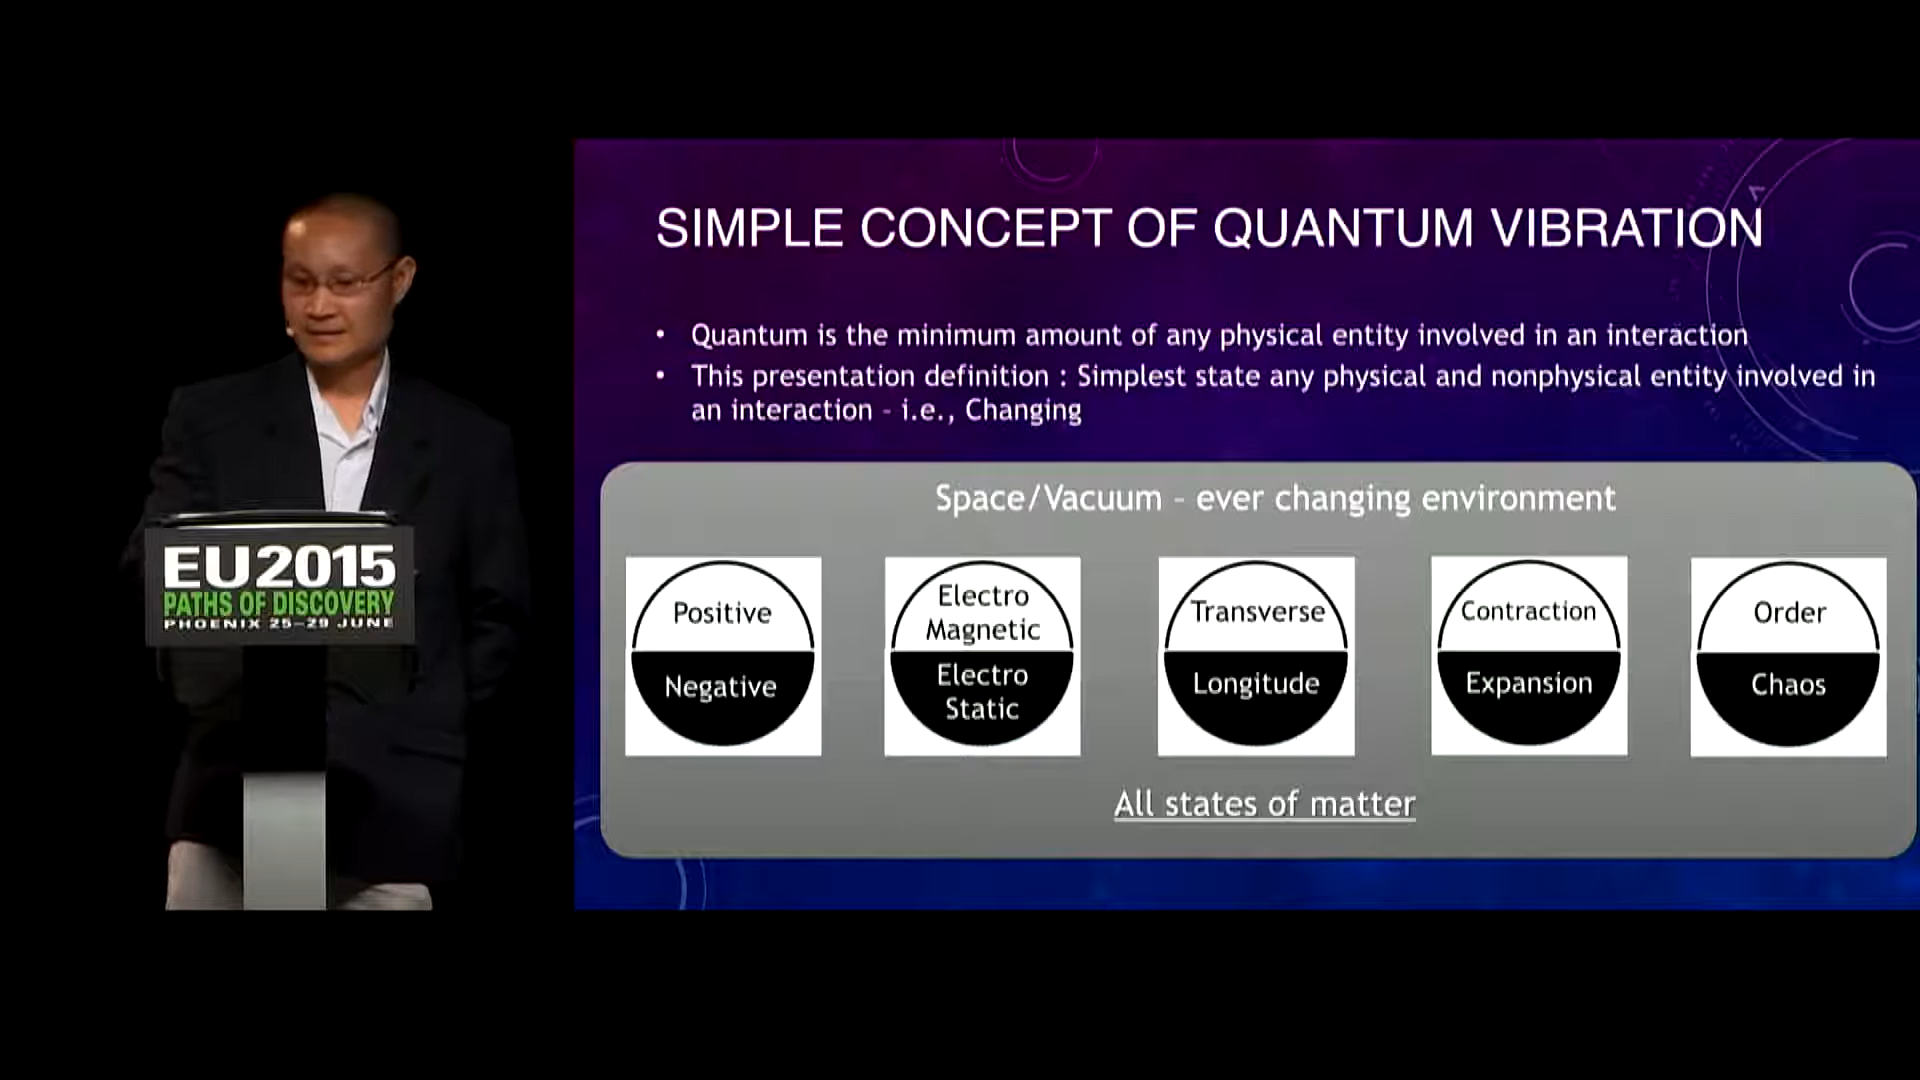 SIMPLE CONCEPT OF QUANTUM VIBRATION
• Quantum is the minimum amount of any physical entity involved in an interaction
• This presentation definition : Simplest state any physical and nonphysical entity involved in
an interaction - i.e., Changing
Space/Vacuum - ever changing environment
Positive
Negative
Electro
Magnetic
Electro
Static
Transverse
Longitude
Contraction
Expansion
Order
Chaos
All states of matter
EU2015
PATHS OF DISCOVERY
PHOENIX 25-29 JUNE